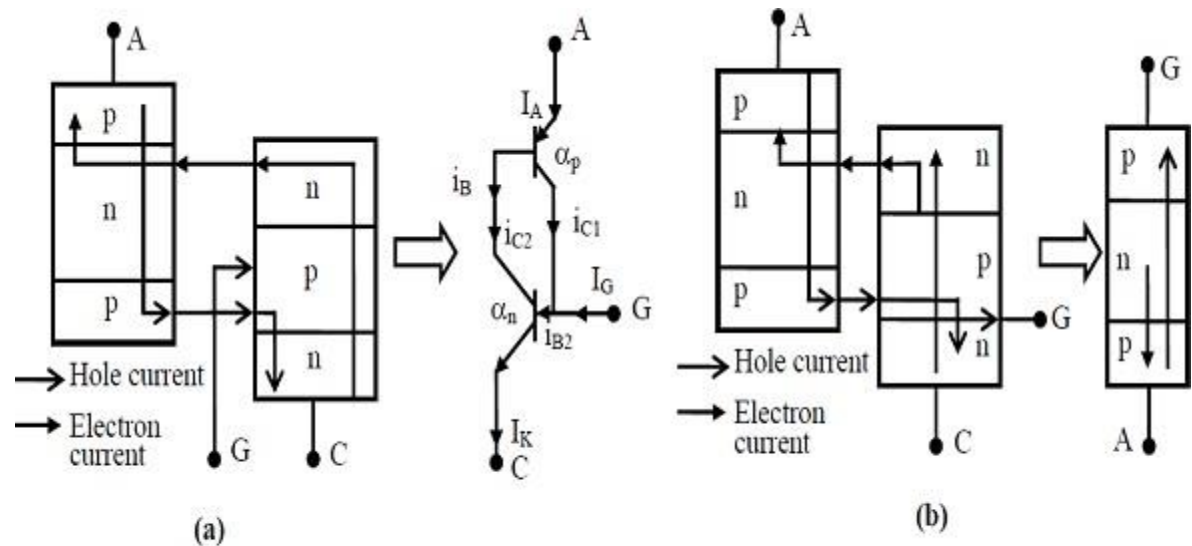 A
p
n
p
n
p
n
G
C
Hole current
Electron
current
(a)
A
I_A
α_p
i_B
i_C2
i_C1
I_G
G
α_n
i_B2
I_K
C
A
p
n
p
n
p
n
G
C
Hole current
Electron
current
G
p
n
p
A
(b)